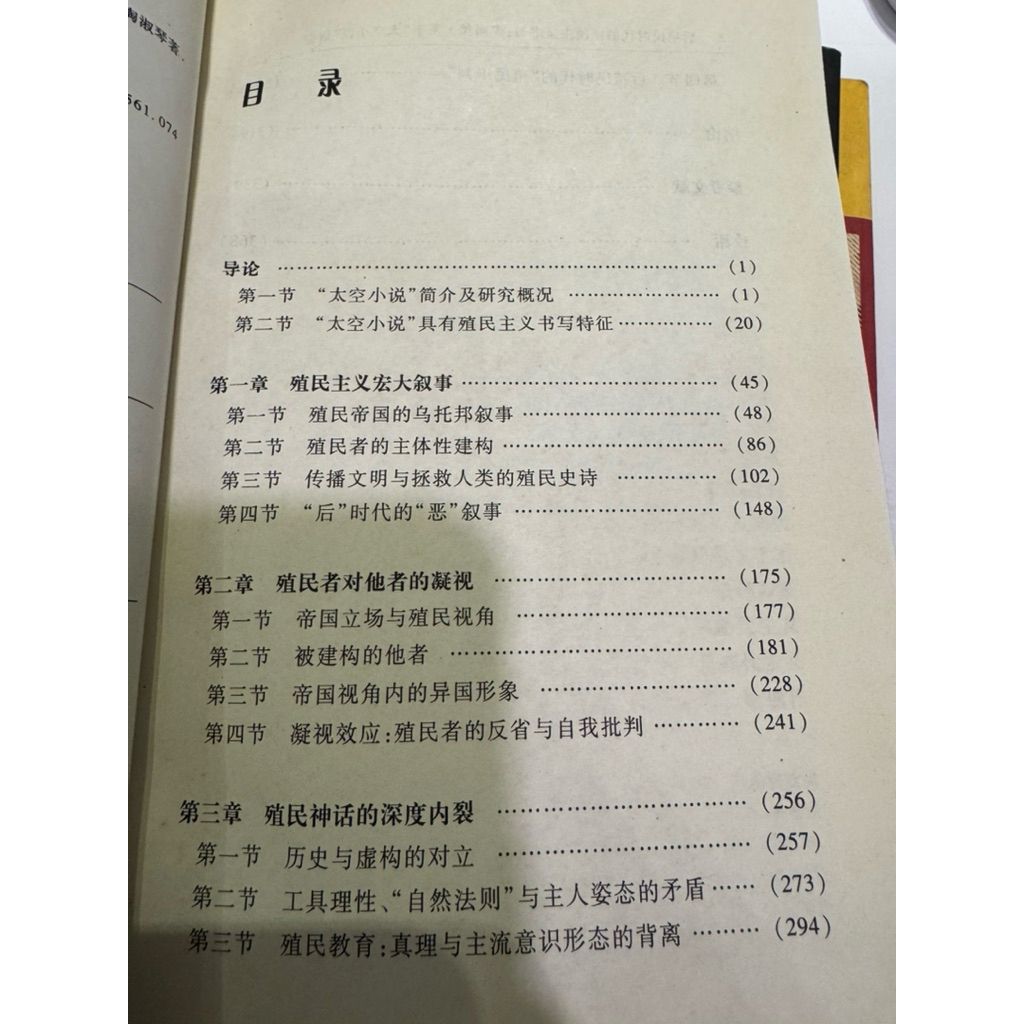 淑琴著.
561.074
目 录
导论 …………………………………………………………… (1)
第一节 “太空小说”简介及研究概况 …………………… (1)
第二节 “太空小说”具有殖民主义书写特征 …………… (20)
第一章 殖民主义宏大叙事 ………………………………… (45)
第一节 殖民帝国的乌托邦叙事 ………………………… (48)
第二节 殖民者的主体性建构 …………………………… (86)
第三节 传播文明与拯救人类的殖民史诗 …………… (102)
第四节 “后”时代的“恶”叙事 ………………………… (148)
第二章 殖民者对他者的凝视 …………………………… (175)
第一节 帝国立场与殖民视角 ………………………… (177)
第二节 被建构的他者 ………………………………… (181)
第三节 帝国视角内的异国形象 ……………………… (228)
第四节 凝视效应:殖民者的反省与自我批判 ………… (241)
第三章 殖民神话的深度内裂 …………………………… (256)
第一节 历史与虚构的对立 …………………………… (257)
第二节 工具理性、“自然法则”与主人姿态的矛盾 …… (273)
第三节 殖民教育:真理与主流意识形态的背离 ……… (294)